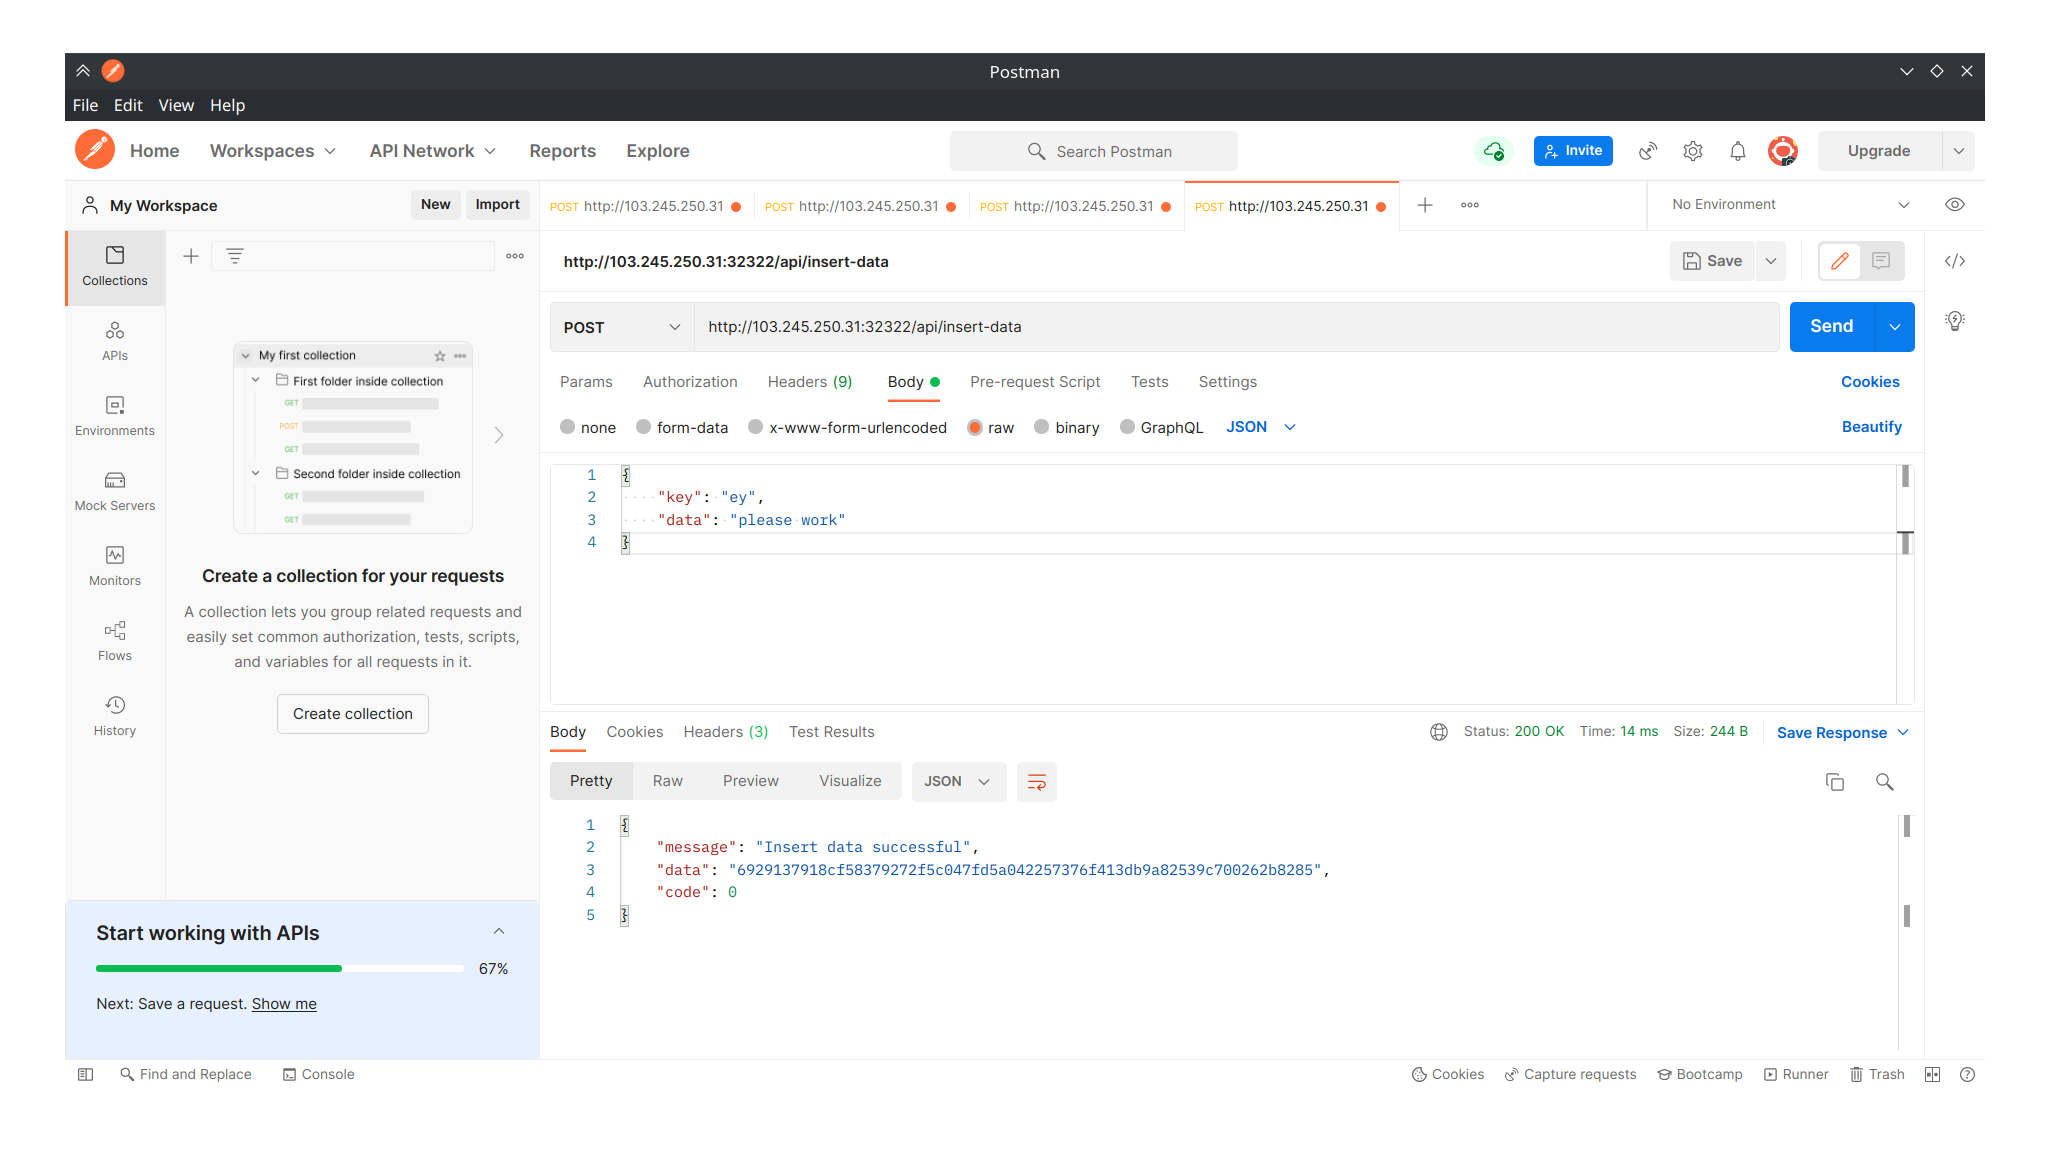 Postman
File Edit View Help
Home Workspaces API Network Reports Explore Search Postman Invite Upgrade
My Workspace New Import
POST http://103.245.250.31 POST http://103.245.250.31 POST http://103.245.250.31 POST http://103.245.250.31 No Environment
Collections
APIs
Environments
Mock Servers
Monitors
Flows
History
My first collection
First folder inside collection
GET
POST
GET
Second folder inside collection
GET
GET
Create a collection for your requests
A collection lets you group related requests and
easily set common authorization, tests, scripts,
and variables for all requests in it.
Create collection
Start working with APIs
67%
Next: Save a request. Show me
http://103.245.250.31:32322/api/insert-data Save
POST http://103.245.250.31:32322/api/insert-data Send
Params Authorization Headers (9) Body Pre-request Script Tests Settings Cookies
none form-data x-www-form-urlencoded raw binary GraphQL JSON Beautify
1 {
2 "key": "ey",
3 "data": "please work"
4 }
Body Cookies Headers (3) Test Results Status: 200 OK Time: 14 ms Size: 244 B Save Response
Pretty Raw Preview Visualize JSON
1 {
2 "message": "Insert data successful",
3 "data": "6929137918cf58379272f5c047fd5a042257376f413db9a82539c700262b8285",
4 "code": 0
5 }
Find and Replace Console Cookies Capture requests Bootcamp Runner Trash